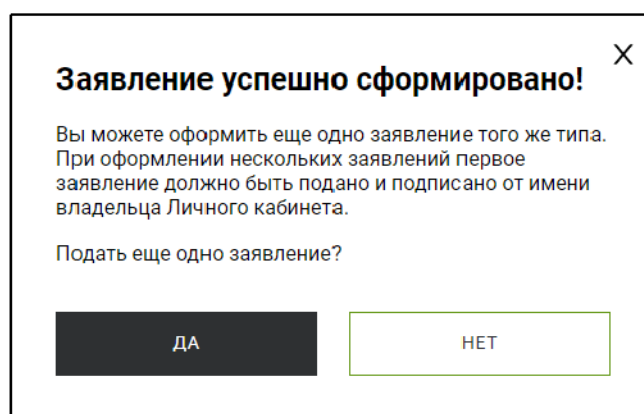 X
Заявление успешно сформировано!
Вы можете оформить еще одно заявление того же типа.
При оформлении нескольких заявлений первое
заявление должно быть подано и подписано от имени
владельца Личного кабинета.
Подать еще одно заявление?
ДА
НЕТ